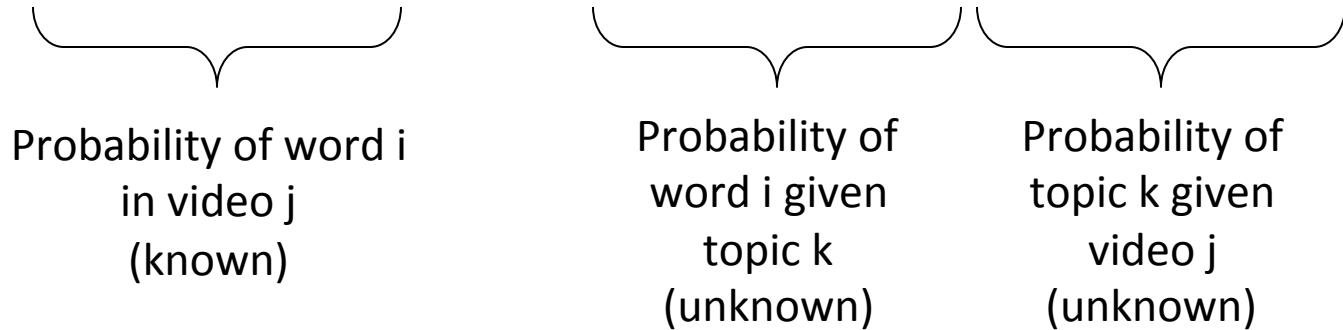 Probability of word i
in video j
(known)
Probability of
word i given
topic k
(unknown)
Probability of
topic k given
video j
(unknown)